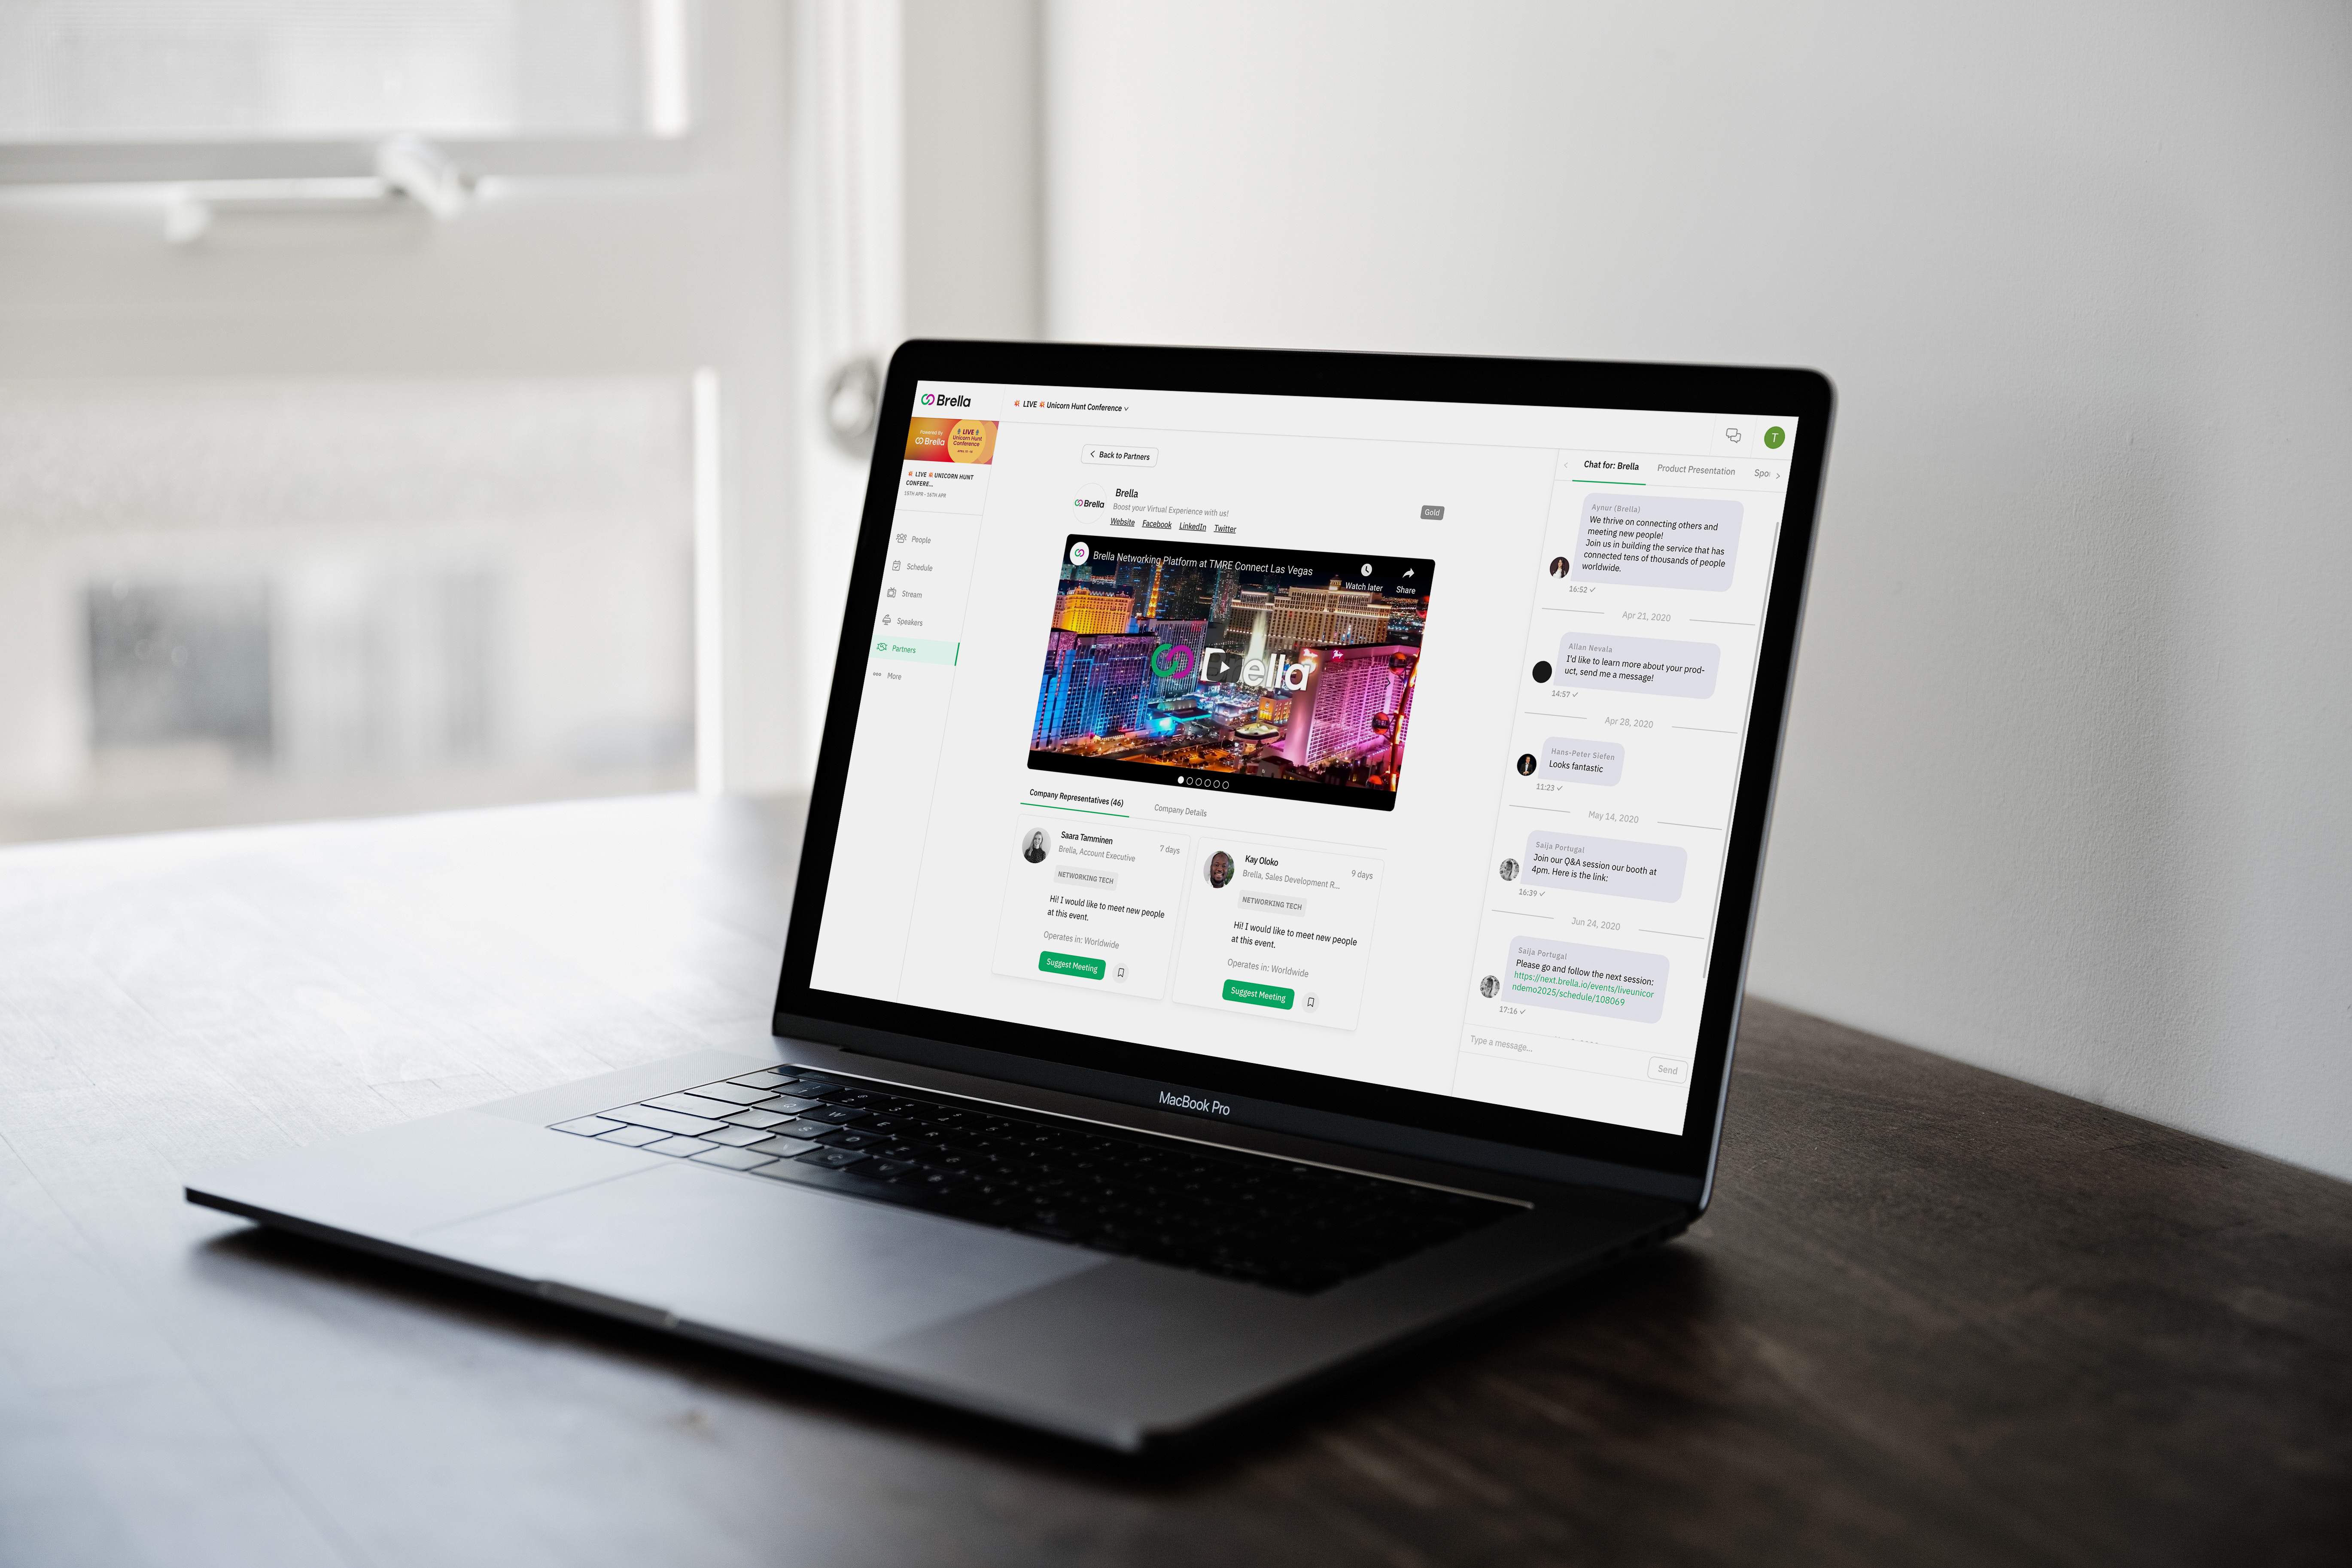 Brella
LIVE Unicorn Hunt Conference
T
Powered By
Brella
LIVE
Unicorn Hunt
Conference
LIVE UNICORN HUNT
CONFERE...
15TH APR - 16TH APR
People
Schedule
Stream
Speakers
Partners
More
Back to Partners
Brella
Brella
Boost your Virtual Experience with us!
Website Facebook LinkedIn Twitter
Gold
Brella Networking Platform at TMRE Connect Las Vegas
Watch later
Share
Company Representatives (46)
Company Details
Saara Tamminen
Brella, Account Executive
7 days
NETWORKING TECH
Hi! I would like to meet new people
at this event.
Operates in: Worldwide
Suggest Meeting
Kay Oloko
Brella, Sales Development R...
9 days
NETWORKING TECH
Hi! I would like to meet new people
at this event.
Operates in: Worldwide
Suggest Meeting
Chat for: Brella
Product Presentation
Spo
Aynur (Brella)
We thrive on connecting others and
meeting new people!
Join us in building the service that has
connected tens of thousands of people
worldwide.
16:52
Apr 21, 2020
Allan Nevala
I'd like to learn more about your prod-
uct, send me a message!
14:57
Apr 28, 2020
Hans-Peter Siefen
Looks fantastic
11:23
May 14, 2020
Saija Portugal
Join our Q&A session our booth at
4pm. Here is the link:
16:39
Jun 24, 2020
Saija Portugal
Please go and follow the next session:
https://next.brella.io/events/liveunicor
ndemo2025/schedule/108069
17:16
Type a message...
Send
MacBook Pro